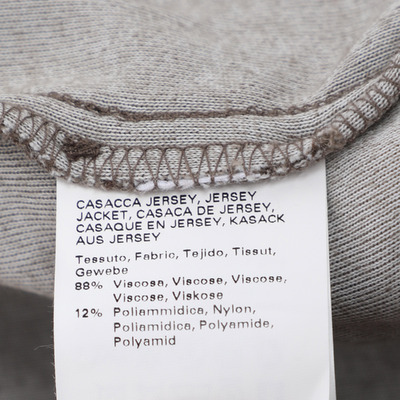 CASACCA JERSEY, JERSEY
JACKET, CASACA DE JERSEY,
CASAQUE EN JERSEY, KASACK
AUS JERSEY
Tessuto, Fabric, Tejido, Tissut,
Gewebe
88% Viscosa, Viscose, Viscose,
Viscose, Viskose
12% Poliammidica, Nylon,
Poliamidica, Polyamide,
Polyamid